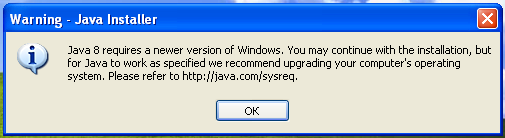 Warning - Java Installer
Java 8 requires a newer version of Windows. You may continue with the installation, but
for Java to work as specified we recommend upgrading your computer's operating
system. Please refer to http://java.com/sysreq.
OK